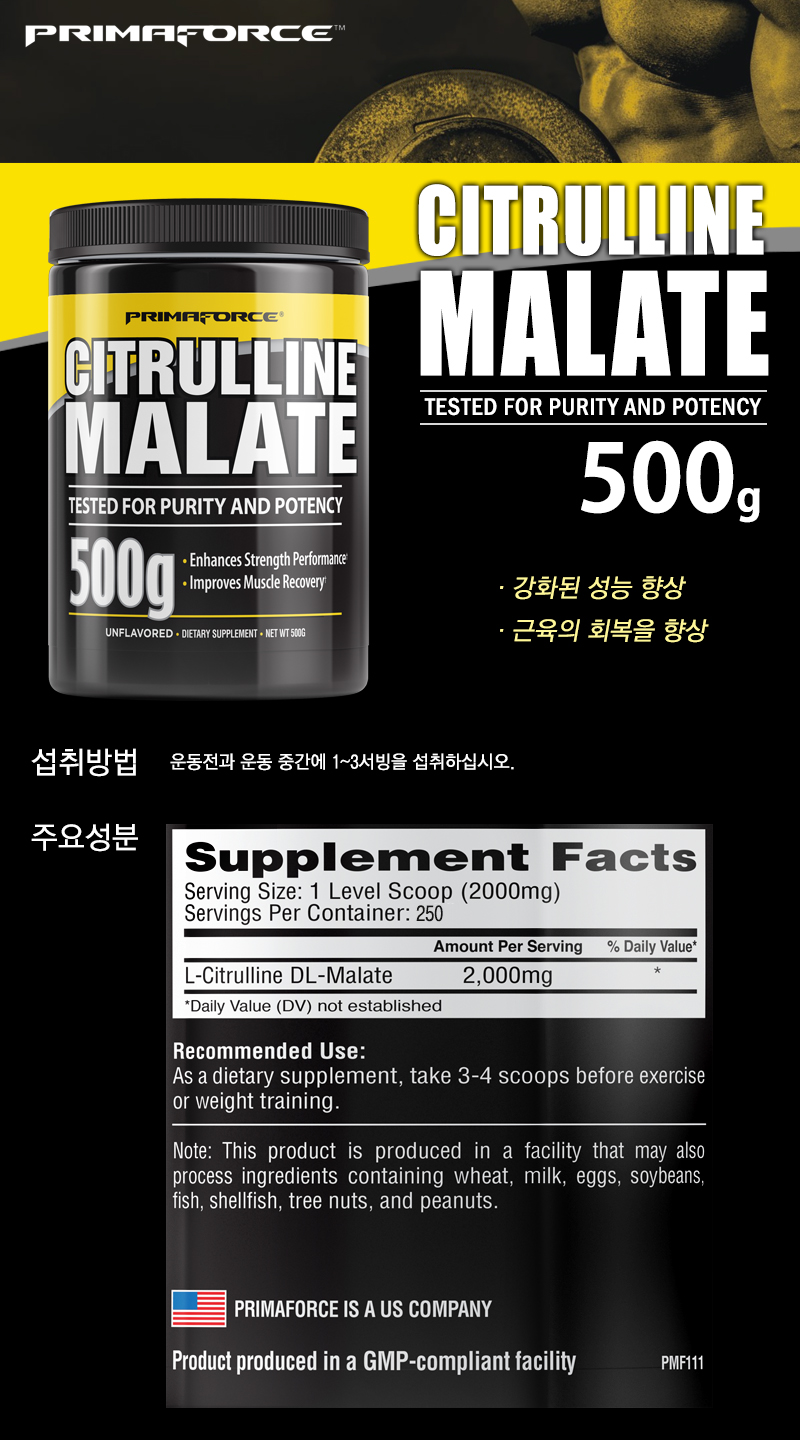 PRIMAFORCE™
CITRULLINE
MALATE
TESTED FOR PURITY AND POTENCY
500g
PRIMAFORCE®
CITRULLINE
MALATE
TESTED FOR PURITY AND POTENCY
500g
• Enhances Strength Performance†
• Improves Muscle Recovery†
UNFLAVORED • DIETARY SUPPLEMENT • NET WT 500G
· 강화된 성능 향상
· 근육의 회복을 향상
섭취방법 운동전과 운동 중간에 1~3서빙을 섭취하십시오.
주요성분
Supplement Facts
Serving Size: 1 Level Scoop (2000mg)
Servings Per Container: 250
Amount Per Serving % Daily Value*
L-Citrulline DL-Malate 2,000mg *
*Daily Value (DV) not established
Recommended Use:
As a dietary supplement, take 3-4 scoops before exercise
or weight training.
Note: This product is produced in a facility that may also
process ingredients containing wheat, milk, eggs, soybeans,
fish, shellfish, tree nuts, and peanuts.
PRIMAFORCE IS A US COMPANY
Product produced in a GMP-compliant facility PMF111